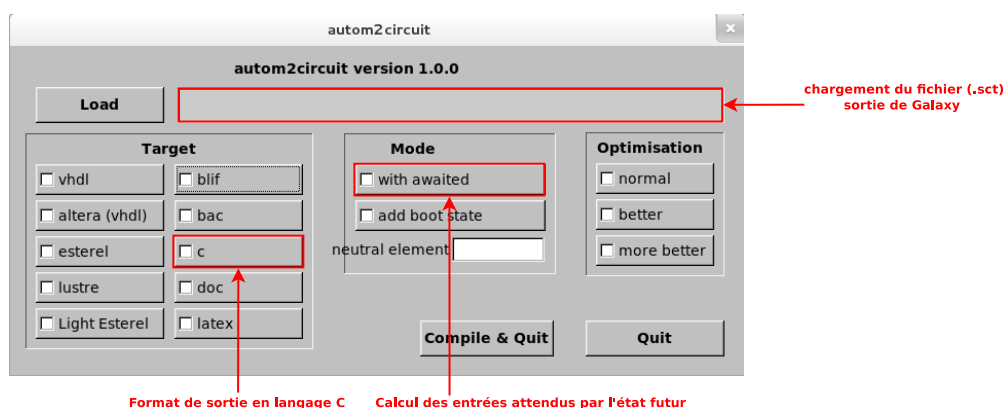 autom2circuit
×
autom2circuit version 1.0.0
Load
chargement du fichier (.sct)
sortie de Galaxy
Target
vhdl
blif
altera (vhdl)
bac
esterel
c
lustre
doc
Light Esterel
latex
Mode
with awaited
add boot state
neutral element
Optimisation
normal
better
more better
Compile & Quit
Quit
Format de sortie en langage C
Calcul des entrées attendus par l'état futur